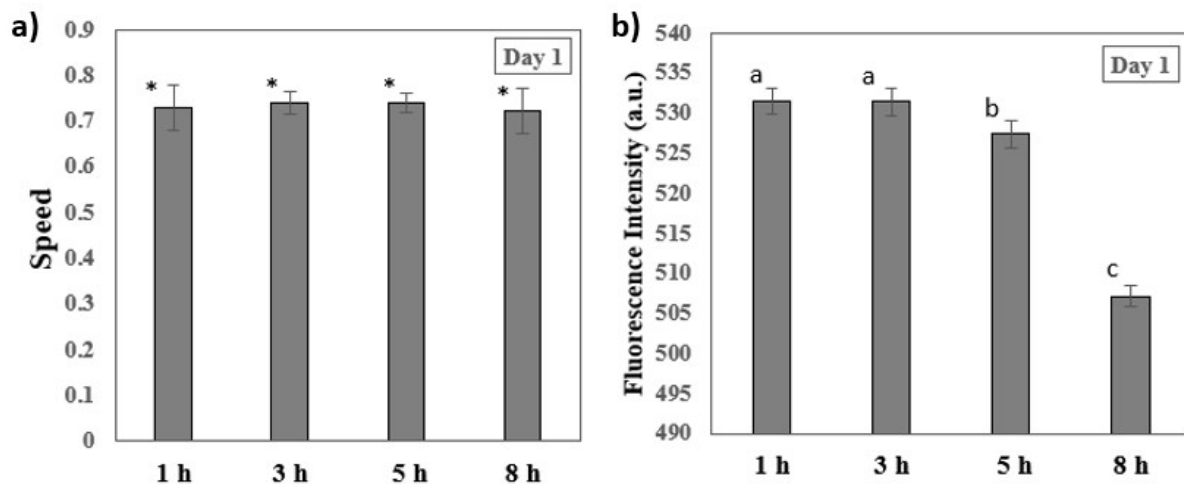 a)
Speed
0.9
0.8
0.7
0.6
0.5
0.4
0.3
0.2
0.1
0
Day 1
*
*
*
*
1 h
3 h
5 h
8 h
b)
Fluorescence Intensity (a.u.)
540
535
530
525
520
515
510
505
500
495
490
Day 1
a
a
b
c
1 h
3 h
5 h
8 h